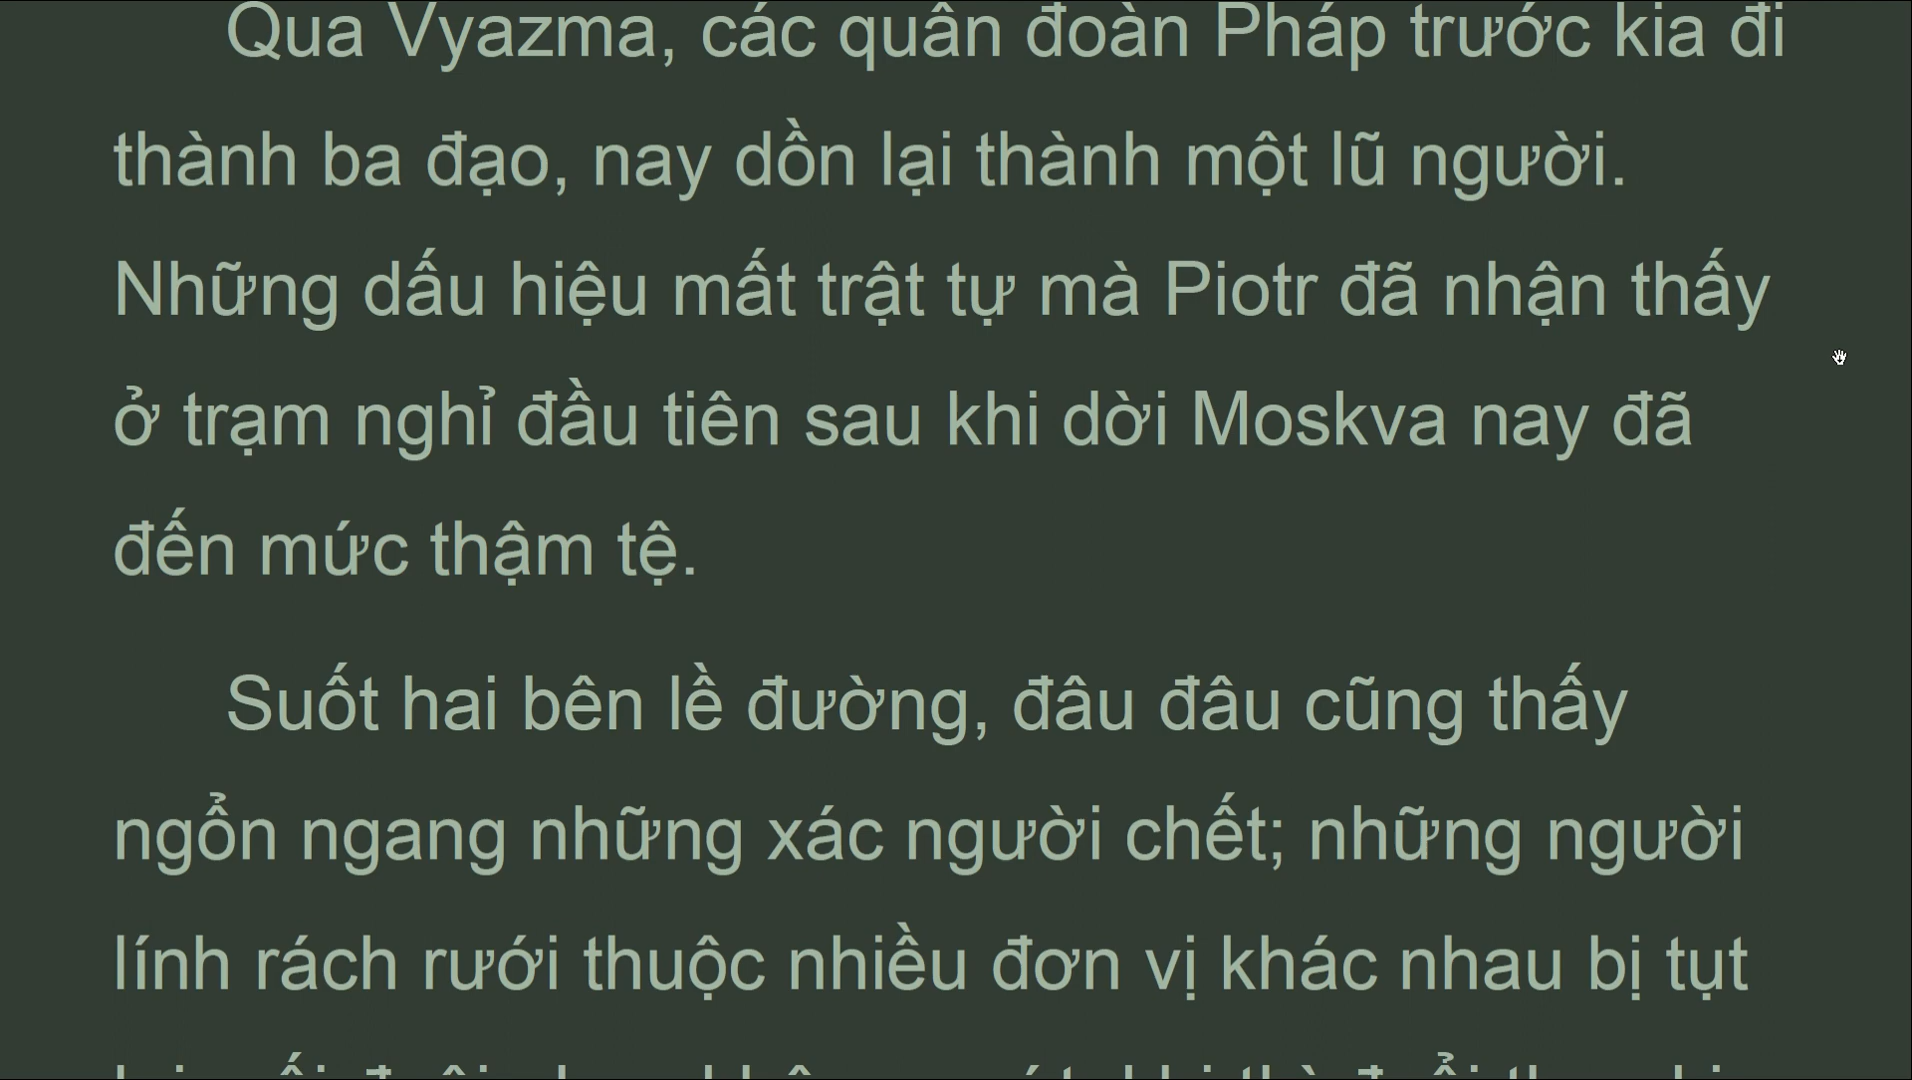 Qua Vyazma, các quân đoàn Pháp trước kia đi
thành ba đạo, nay dồn lại thành một lũ người.
Những dấu hiệu mất trật tự mà Piotr đã nhận thấy
ở trạm nghỉ đầu tiên sau khi dời Moskva nay đã
đến mức thậm tệ.
Suốt hai bên lề đường, đâu đâu cũng thấy
ngổn ngang những xác người chết; những người
lính rách rưới thuộc nhiều đơn vị khác nhau bị tụt